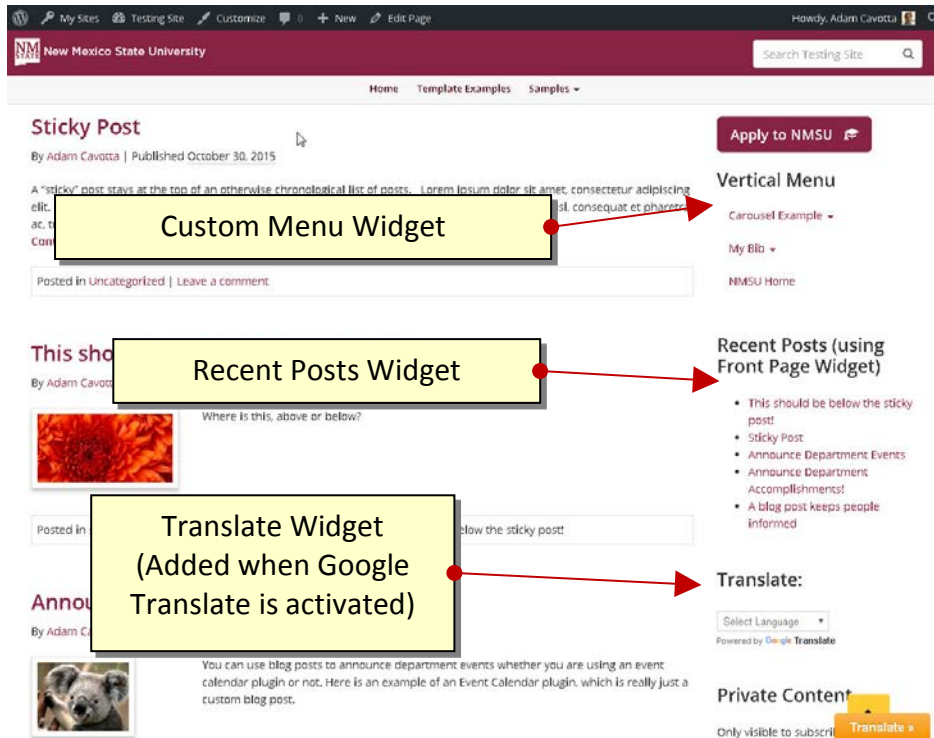 My Sites Testing Site Customize 0 New Edit Page Howdy, Adam Cavotta
NM STATE New Mexico State University Search Testing Site
Home Template Examples Samples
Sticky Post
By Adam Cavotta | Published October 30, 2015
A "sticky" post stays at the top of an otherwise chronological list of posts. Lorem ipsum dolor sit amet, consectetur adipiscing
elit. sl, consequat et pharetra
ac, t
Con
Custom Menu Widget
Posted in Uncategorized | Leave a comment
Apply to NMSU
Vertical Menu
Carousel Example
My Bib
NMSU Home
This sho
By Adam Cavott
Recent Posts Widget
Where is this, above or below?
Recent Posts (using
Front Page Widget)
• This should be below the sticky
post!
• Sticky Post
• Announce Department Events
• Announce Department
Accomplishments!
• A blog post keeps people
informed
Posted in elow the sticky post!
Translate Widget
(Added when Google
Translate is activated)
Translate:
Select Language
Powered by Google Translate
Annou
By Adam Ca
You can use blog posts to announce department events whether you are using an event
calendar plugin or not. Here is an example of an Event Calendar plugin, which is really just a
custom blog post.
Private Content
Only visible to subscri
Translate »